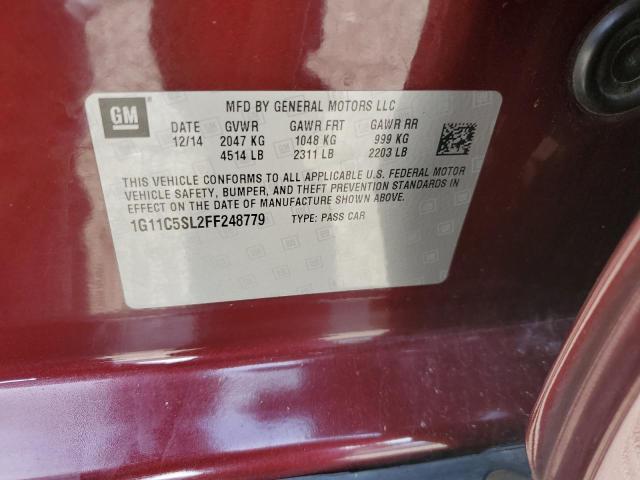 GM
MFD BY GENERAL MOTORS LLC
DATE GVWR GAWR FRT GAWR RR
12/14 2047 KG 1048 KG 999 KG
4514 LB 2311 LB 2203 LB
THIS VEHICLE CONFORMS TO ALL APPLICABLE U.S. FEDERAL MOTOR
VEHICLE SAFETY, BUMPER, AND THEFT PREVENTION STANDARDS IN
EFFECT ON THE DATE OF MANUFACTURE SHOWN ABOVE.
1G11C5SL2FF248779 TYPE: PASS CAR